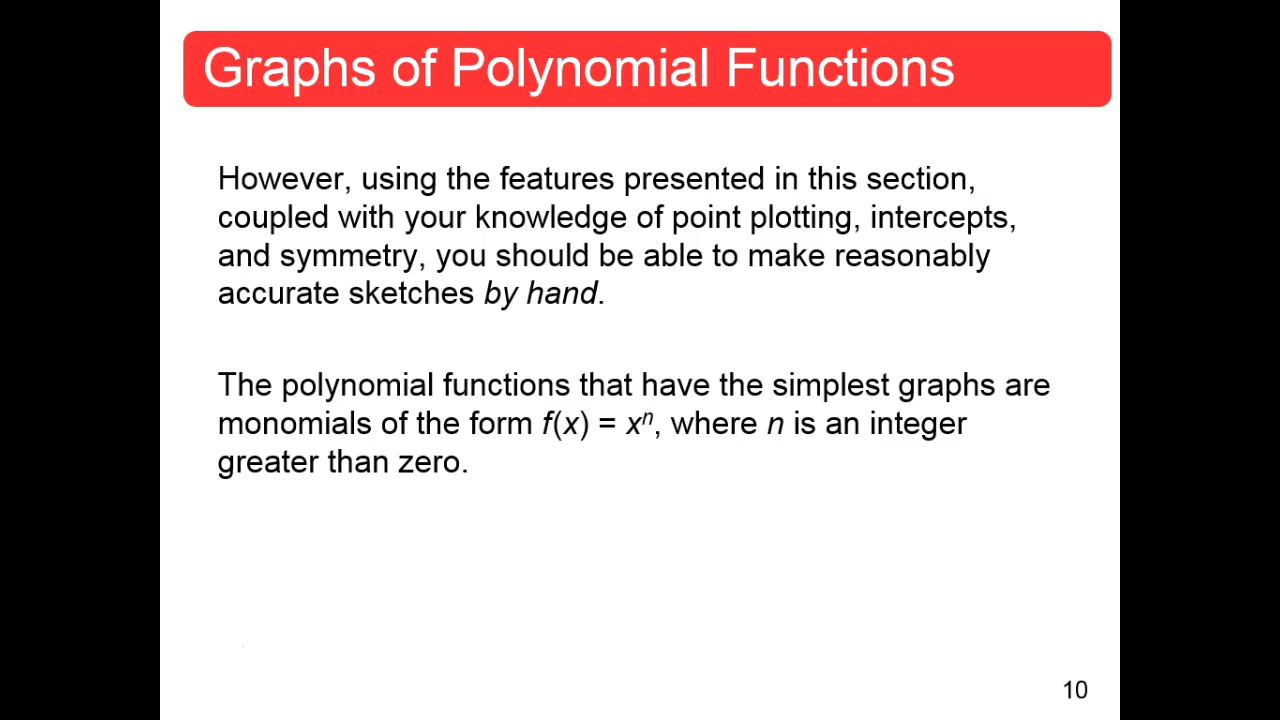 Graphs of Polynomial Functions
However, using the features presented in this section,
coupled with your knowledge of point plotting, intercepts,
and symmetry, you should be able to make reasonably
accurate sketches by hand.
The polynomial functions that have the simplest graphs are
monomials of the form f(x) = xⁿ, where n is an integer
greater than zero.
10